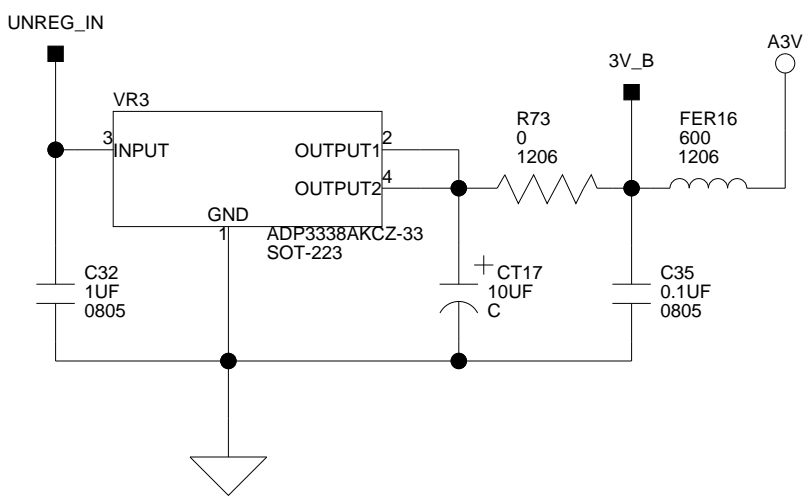 UNREG_IN
A3V
3V_B
VR3
R73
0
1206
FER16
600
1206
3
INPUT
OUTPUT1
2
OUTPUT2
4
GND
1
ADP3338AKCZ-33
SOT-223
C32
1UF
0805
+
CT17
10UF
C
C35
0.1UF
0805